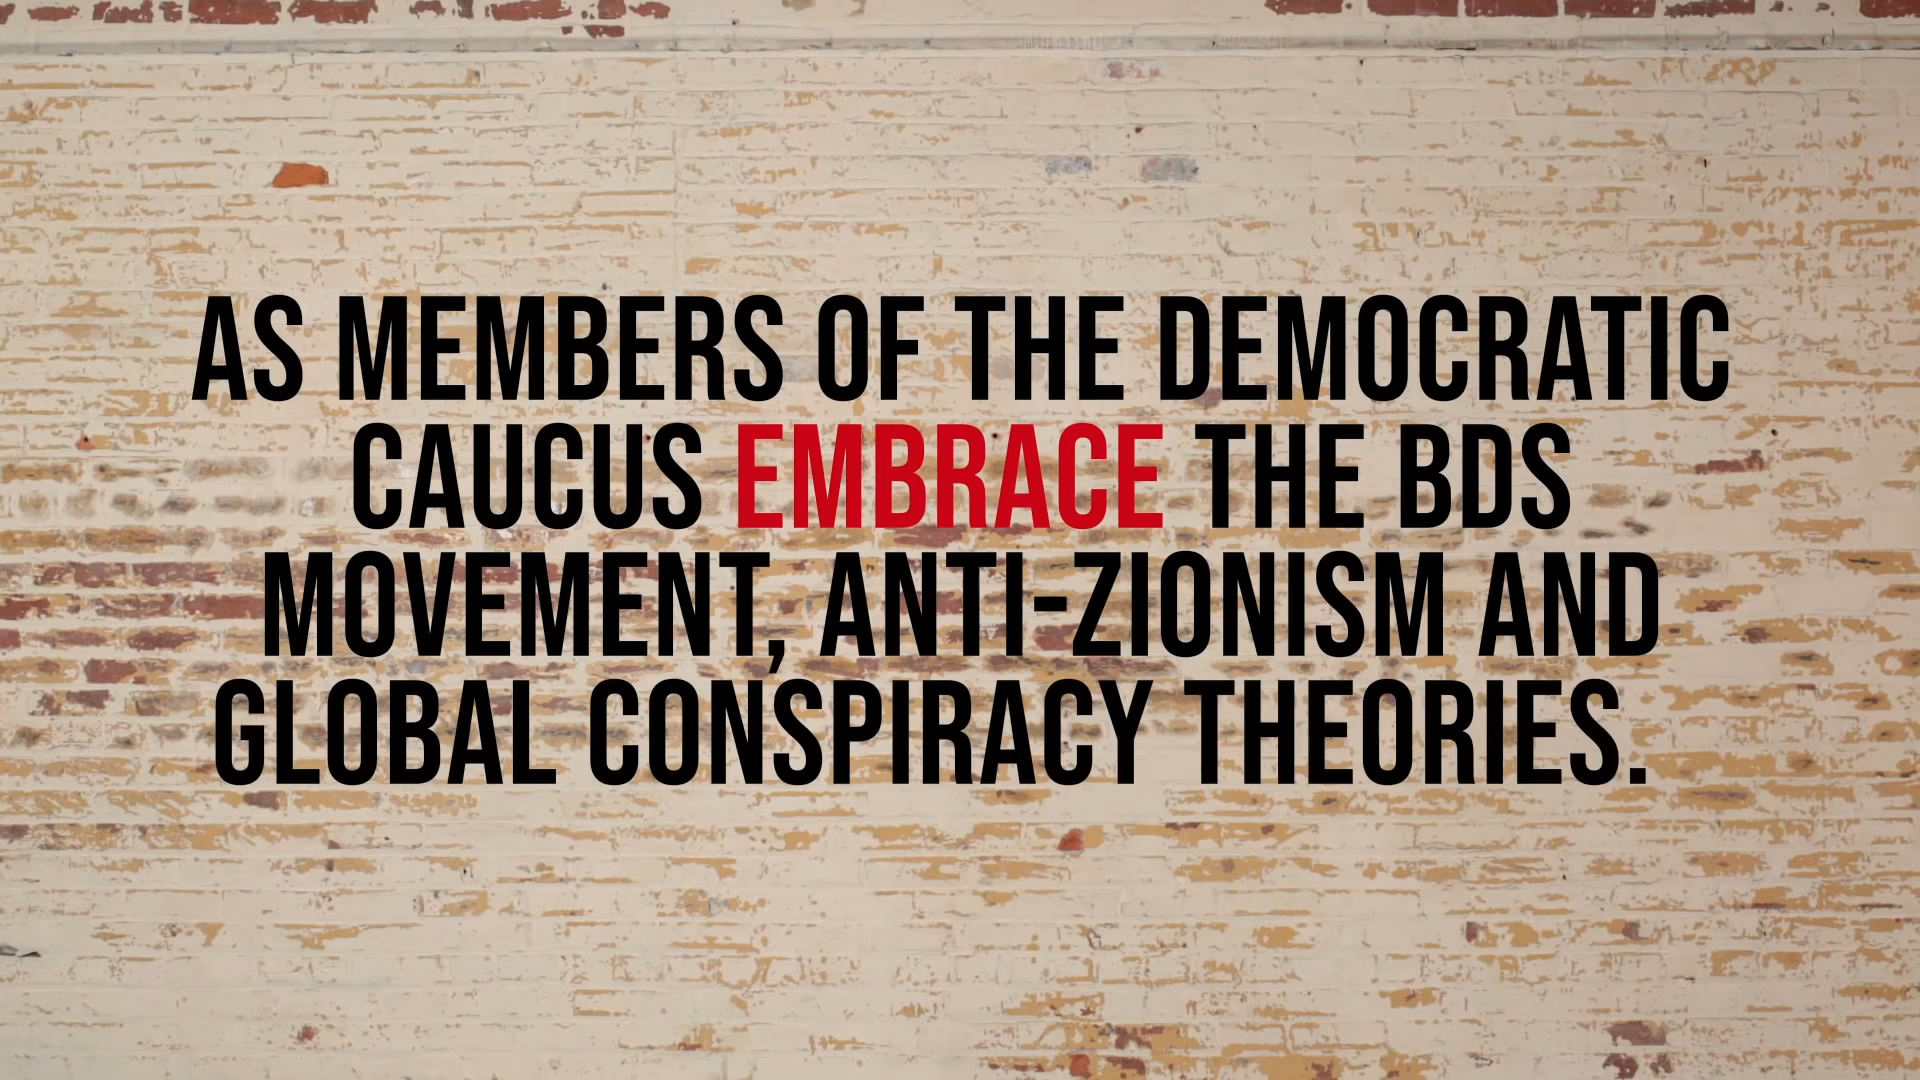 AS MEMBERS OF THE DEMOCRATIC
CAUCUS EMBRACE THE BDS
MOVEMENT, ANTI-ZIONISM AND
GLOBAL CONSPIRACY THEORIES.